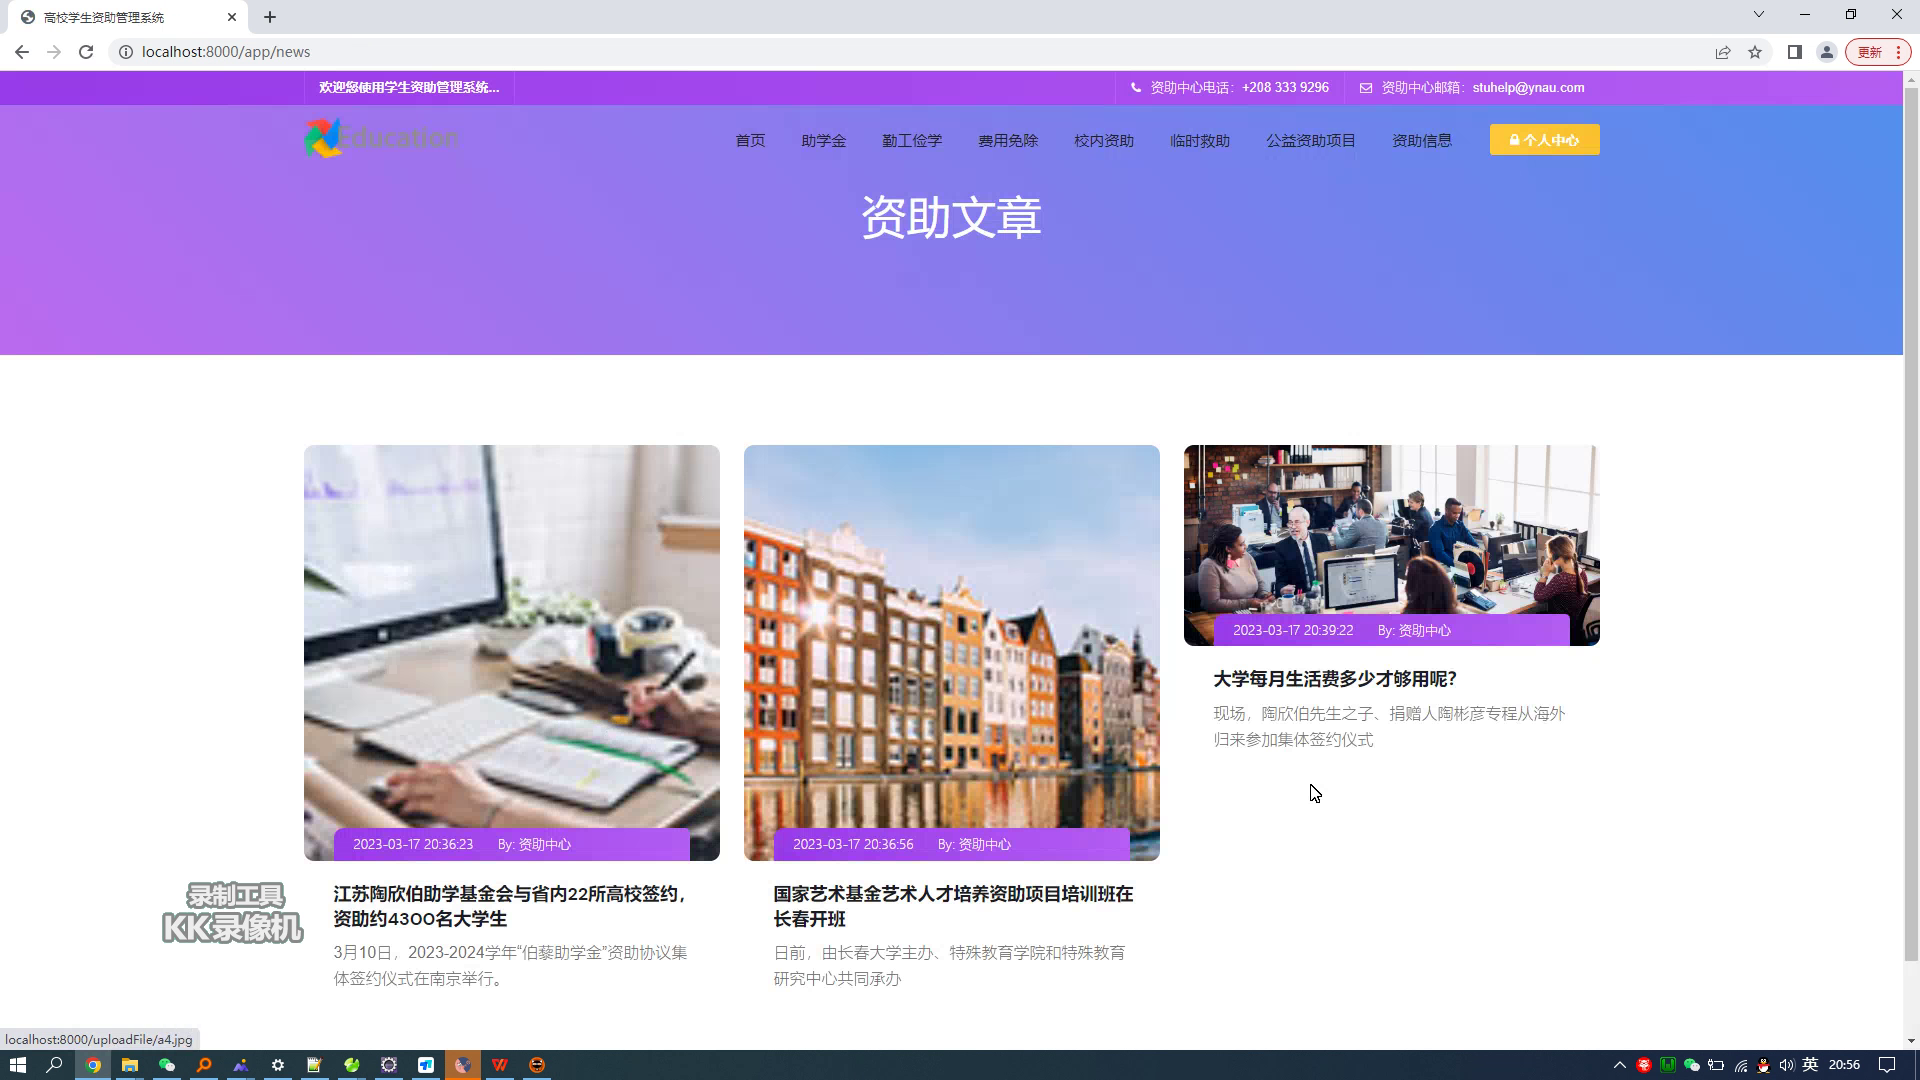 高校学生资助管理系统
localhost:8000/app/news
更新
欢迎您使用学生资助管理系统...
资助中心电话：+208 333 9296
资助中心邮箱：stuhelp@ynau.com
Education
首页 助学金 勤工俭学 费用免除 校内资助 临时救助 公益资助项目 资助信息 个人中心
资助文章
2023-03-17 20:36:23 By: 资助中心
江苏陶欣伯助学基金会与省内22所高校签约，
资助约4300名大学生
3月10日，2023-2024学年“伯藜助学金”资助协议集
体签约仪式在南京举行。
2023-03-17 20:36:56 By: 资助中心
国家艺术基金艺术人才培养资助项目培训班在
长春开班
日前，由长春大学主办、特殊教育学院和特殊教育
研究中心共同承办
2023-03-17 20:39:22 By: 资助中心
大学每月生活费多少才够用呢？
现场，陶欣伯先生之子、捐赠人陶彬彦专程从海外
归来参加集体签约仪式
录制工具
KK录像机
localhost:8000/uploadFile/a4.jpg
英
20:56